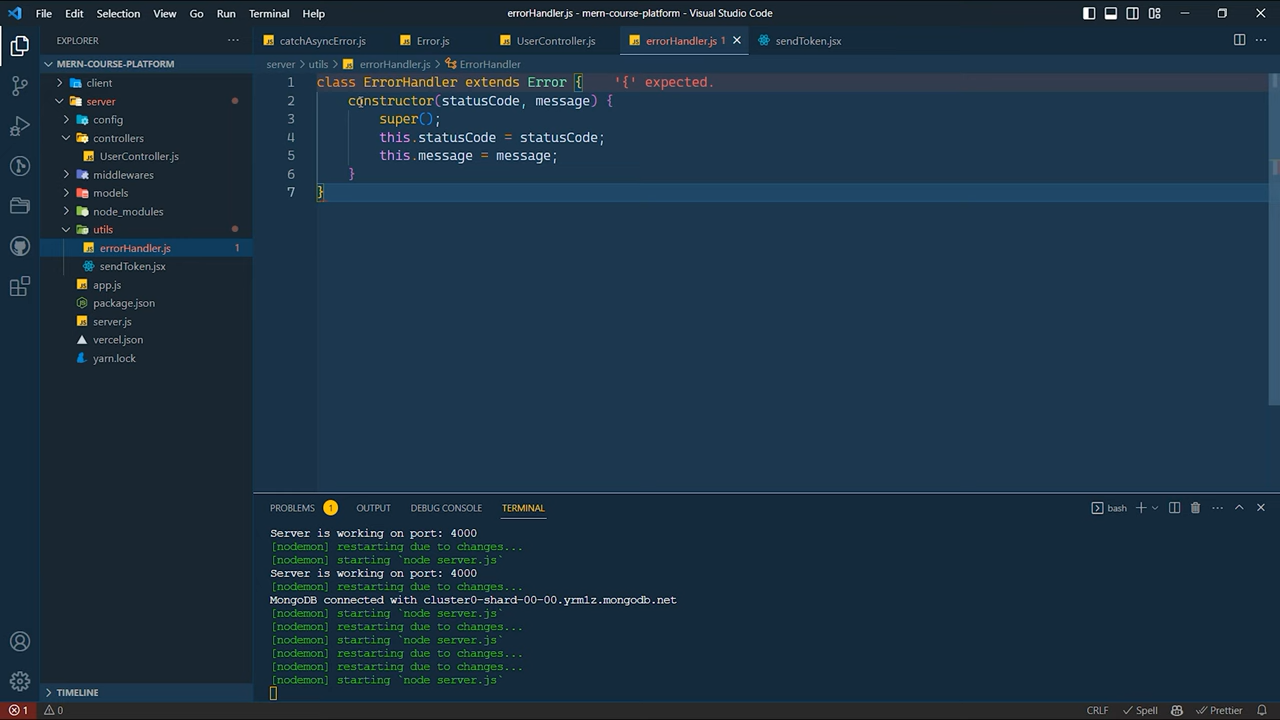 File Edit Selection View Go Run Terminal Help
errorHandler.js - mern-course-platform - Visual Studio Code
EXPLORER
MERN-COURSE-PLATFORM
client
server
config
controllers
UserController.js
middlewares
models
node_modules
utils
errorHandler.js 1
sendToken.jsx
app.js
package.json
server.js
vercel.json
yarn.lock
TIMELINE
catchAsyncError.js Error.js UserController.js errorHandler.js 1 sendToken.jsx
server > utils > errorHandler.js > ErrorHandler
1 class ErrorHandler extends Error { '{' expected.
2 constructor(statusCode, message) {
3 super();
4 this.statusCode = statusCode;
5 this.message = message;
6 }
7 }
PROBLEMS 1 OUTPUT DEBUG CONSOLE TERMINAL
bash
Server is working on port: 4000
[nodemon] restarting due to changes...
[nodemon] starting `node server.js`
Server is working on port: 4000
[nodemon] restarting due to changes...
MongoDB connected with cluster0-shard-00-00.yrm1z.mongodb.net
[nodemon] starting `node server.js`
[nodemon] restarting due to changes...
[nodemon] starting `node server.js`
[nodemon] restarting due to changes...
[nodemon] starting `node server.js`
1 0
CRLF Spell Prettier